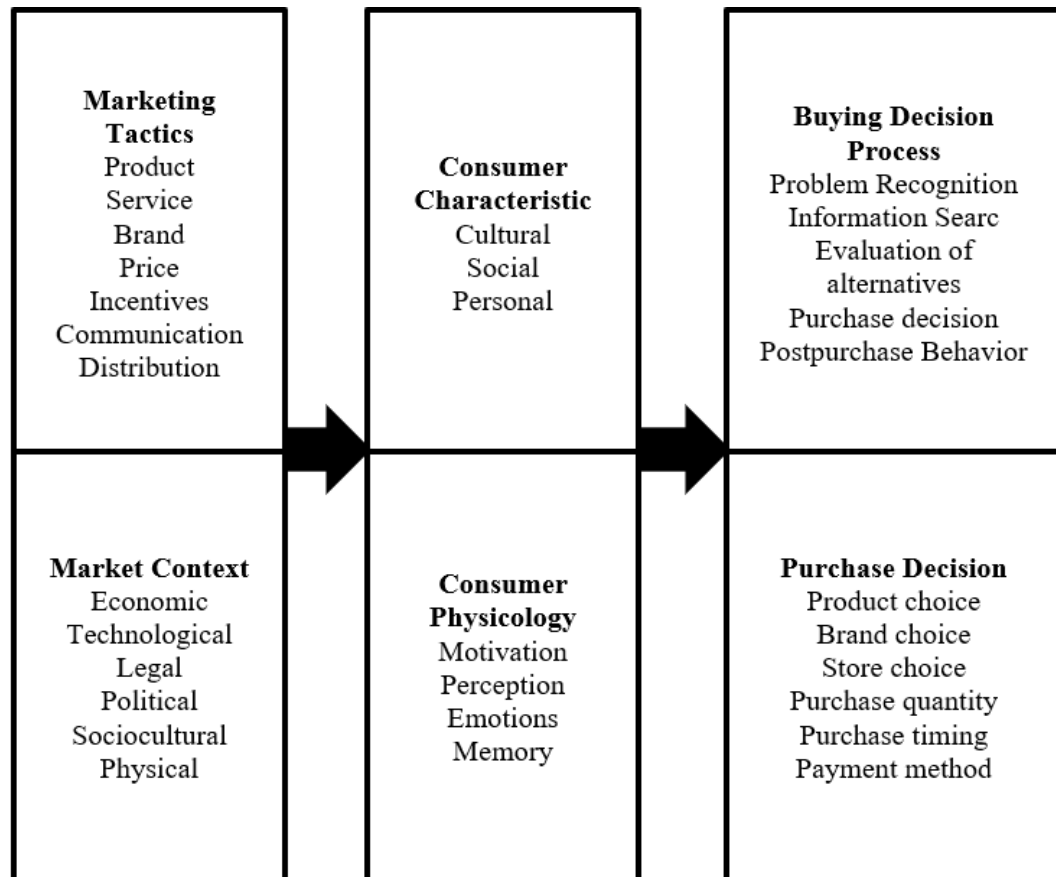 Marketing
Tactics
Product
Service
Brand
Price
Incentives
Communication
Distribution
Market Context
Economic
Technological
Legal
Political
Sociocultural
Physical
Consumer
Characteristic
Cultural
Social
Personal
Consumer
Physicology
Motivation
Perception
Emotions
Memory
Buying Decision
Process
Problem Recognition
Information Searc
Evaluation of
alternatives
Purchase decision
Postpurchase Behavior
Purchase Decision
Product choice
Brand choice
Store choice
Purchase quantity
Purchase timing
Payment method